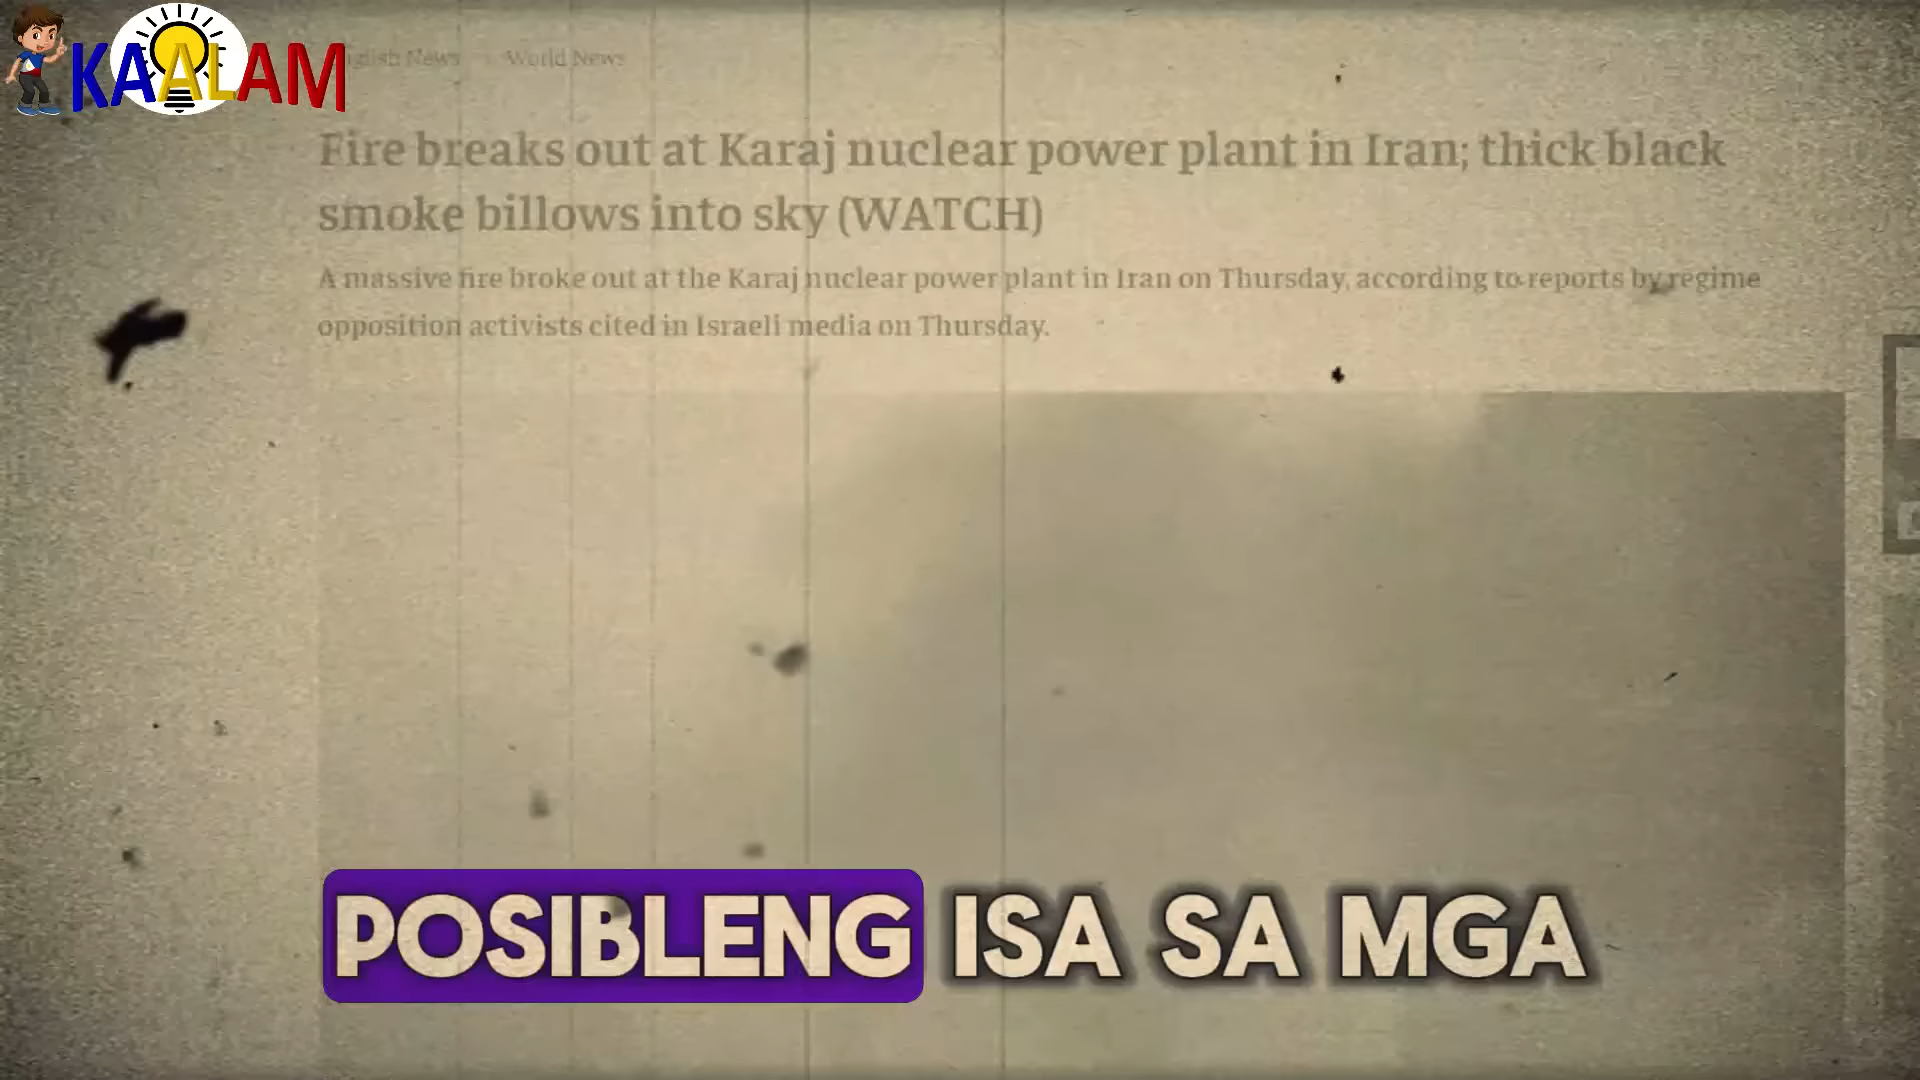 KAALAM
glish News
World News
Fire breaks out at Karaj nuclear power plant in Iran; thick black
smoke billows into sky (WATCH)
A massive fire broke out at the Karaj nuclear power plant in Iran on Thursday, according to reports by regime
opposition activists cited in Israeli media on Thursday.
POSIBLENG ISA SA MGA